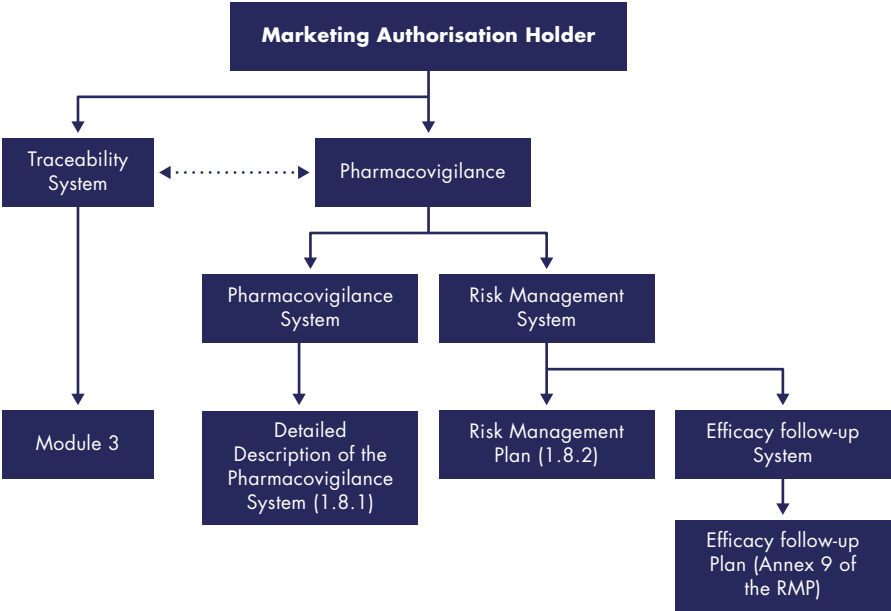 Marketing Authorisation Holder
Traceability
System
Pharmacovigilance
Pharmacovigilance
System
Risk Management
System
Module 3
Detailed
Description of the
Pharmacovigilance
System (1.8.1)
Risk Management
Plan (1.8.2)
Efficacy follow-up
System
Efficacy follow-up
Plan (Annex 9 of
the RMP)